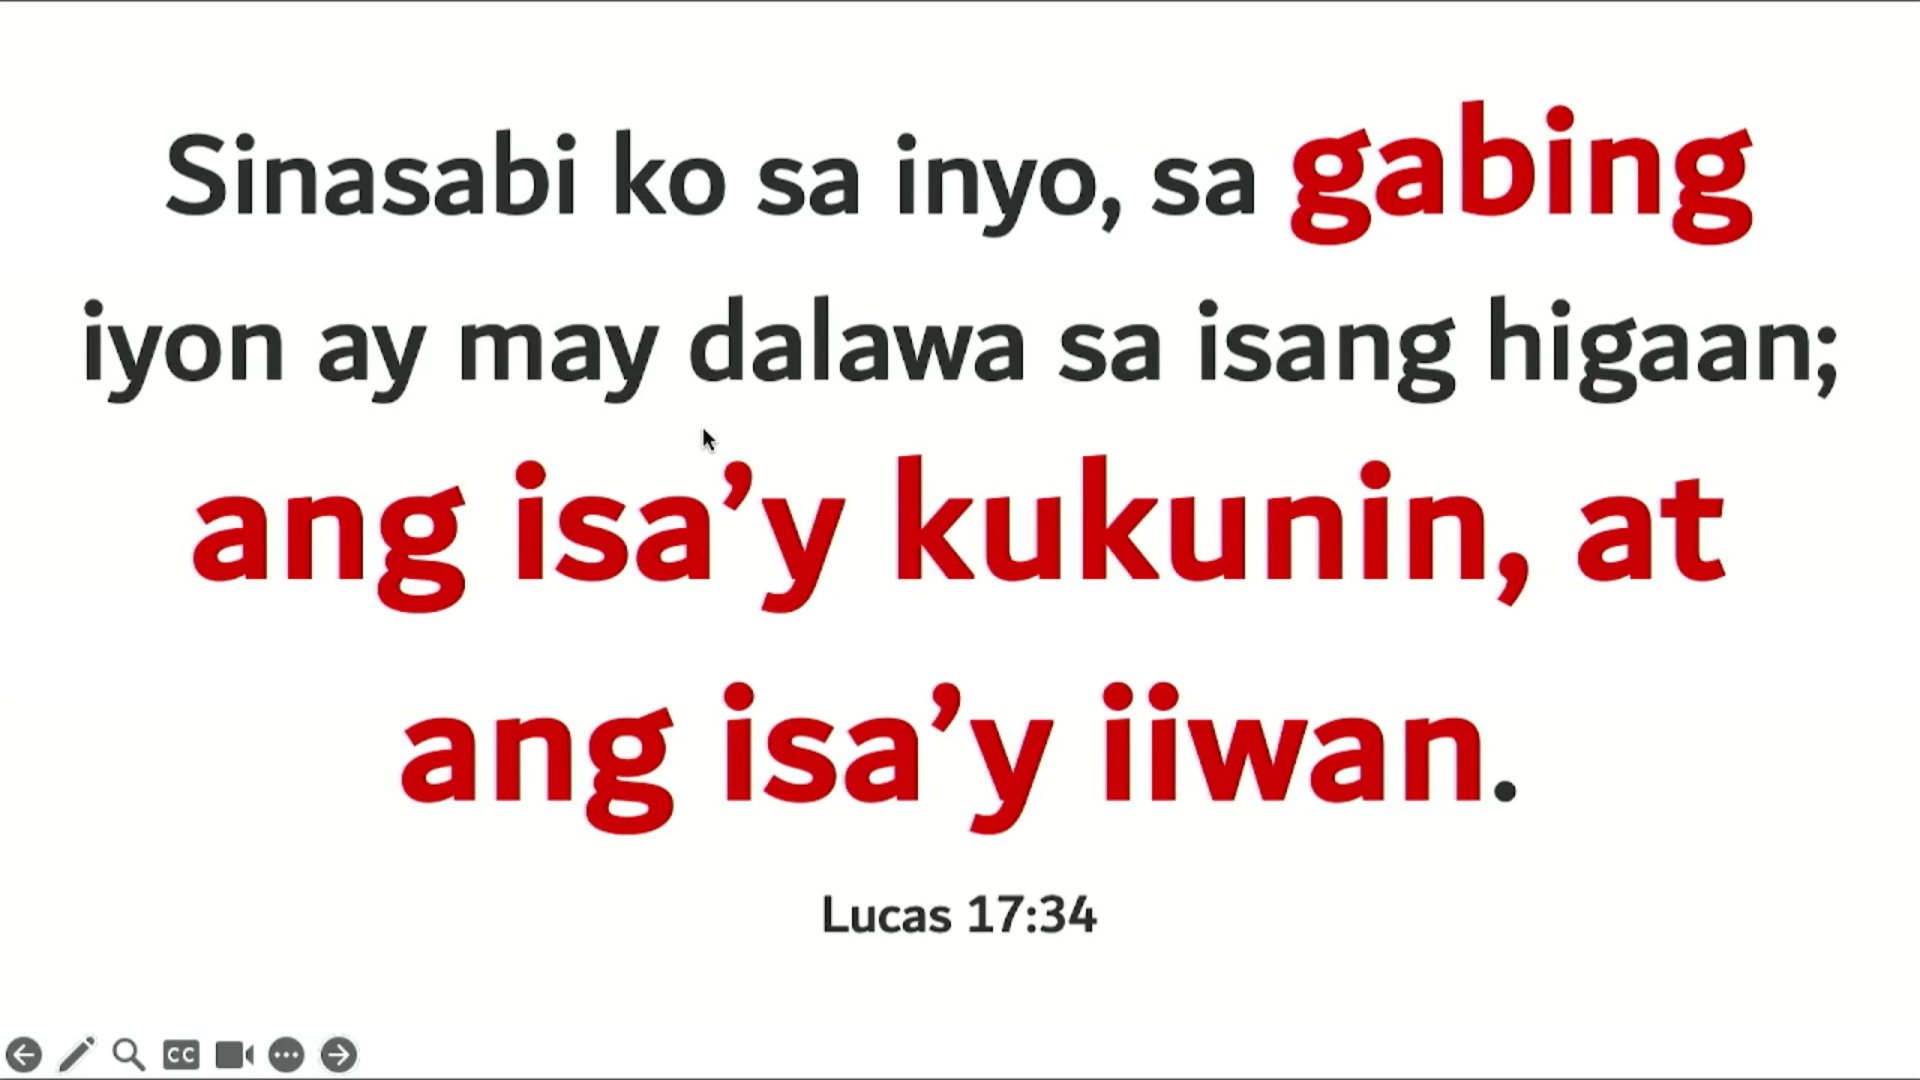 Sinasabi ko sa inyo, sa gabing
iyon ay may dalawa sa isang higaan;
ang isa’y kukunin, at
ang isa’y iiwan.
Lucas 17:34
CC